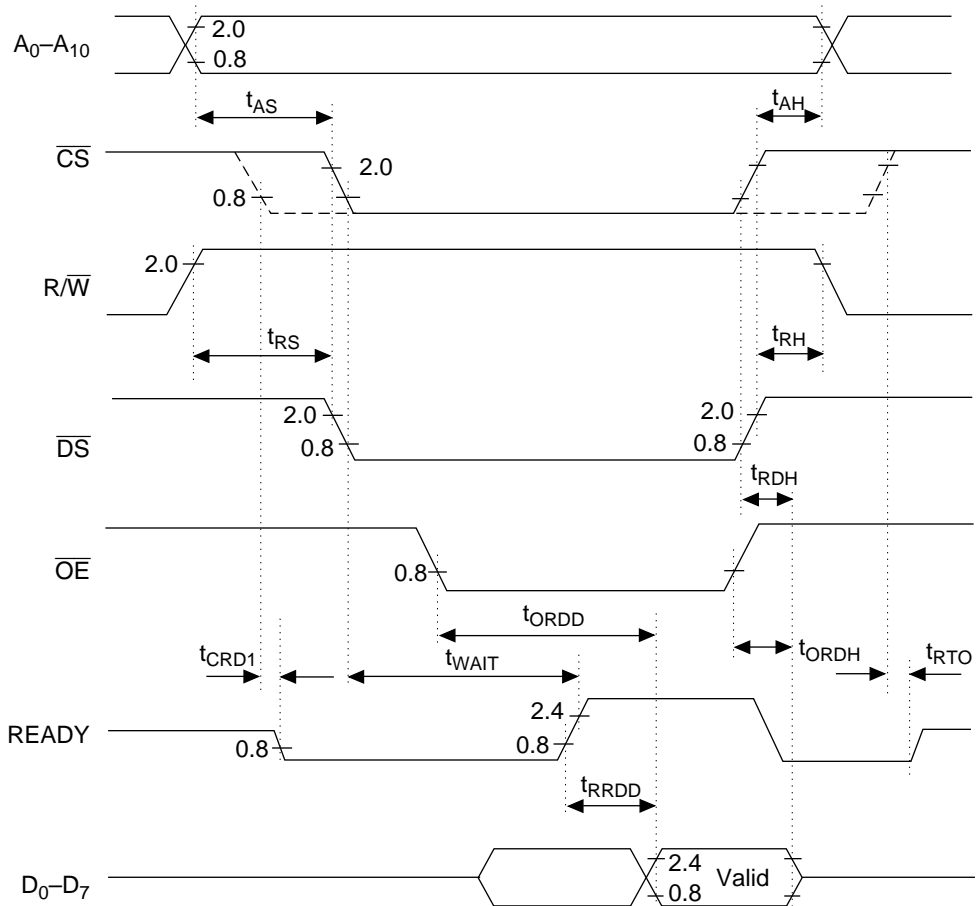 A0–A10
2.0
0.8
tAS
tAH
CS
2.0
0.8
R/W
2.0
tRS
tRH
DS
2.0
0.8
2.0
0.8
tRDH
OE
0.8
tORDD
tCRD1
tWAIT
tORDH
tRTO
READY
2.4
0.8
0.8
tRRDD
D0–D7
2.4
0.8
Valid